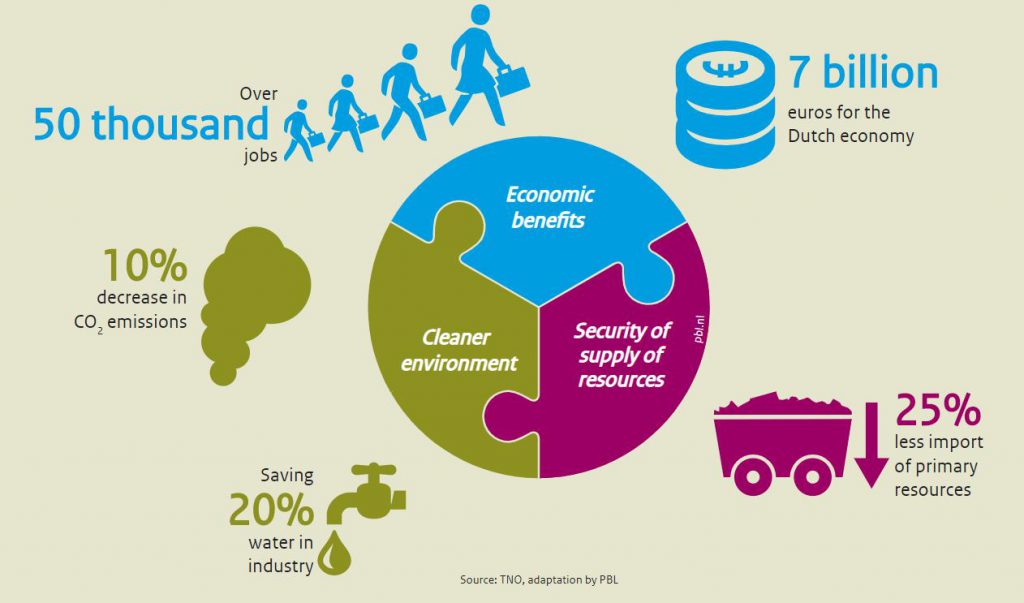 Over
50 thousand
jobs
7 billion
euros for the
Dutch economy
Economic
benefits
10%
decrease in
CO₂ emissions
Cleaner
environment
Security of
supply of
resources
pbl.nl
25%
less import
of primary
resources
Saving
20%
water in
industry
Source: TNO, adaptation by PBL